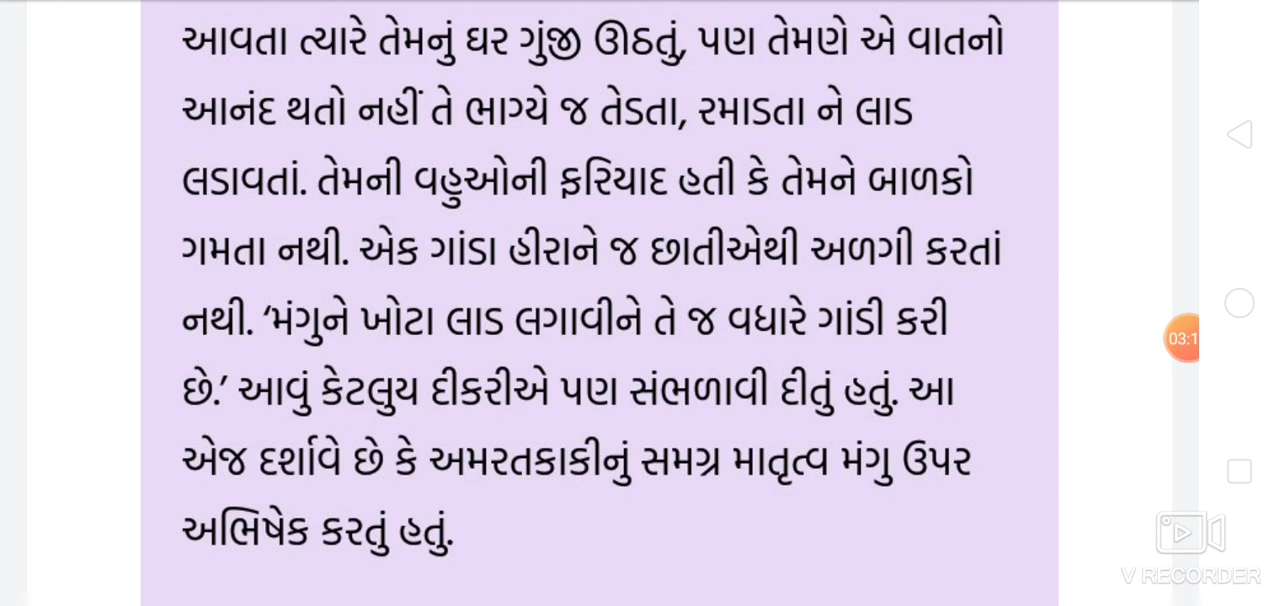 આવતા ત્યારે તેમનું ઘર ગુંજી ઊઠતું, પણ તેમણે એ વાતનો
આનંદ થતો નહીં તે ભાગ્યે જ તેડતા, રમાડતા ને લાડ
લડાવતાં. તેમની વહુઓની ફરિયાદ હતી કે તેમને બાળકો
ગમતા નથી. એક ગાંડા હીરાને જ છાતીએથી અળગી કરતાં
નથી. ‘મંગુને ખોટા લાડ લગાવીને તે જ વધારે ગાંડી કરી
છે.’ આવું કેટલુય દીકરીએ પણ સંભળાવી દીતું હતું. આ
એજ દર્શાવે છે કે અમરતકાકીનું સમગ્ર માતૃત્વ મંગુ ઉપર
અભિષેક કરતું હતું.
03:1
V RECORDER